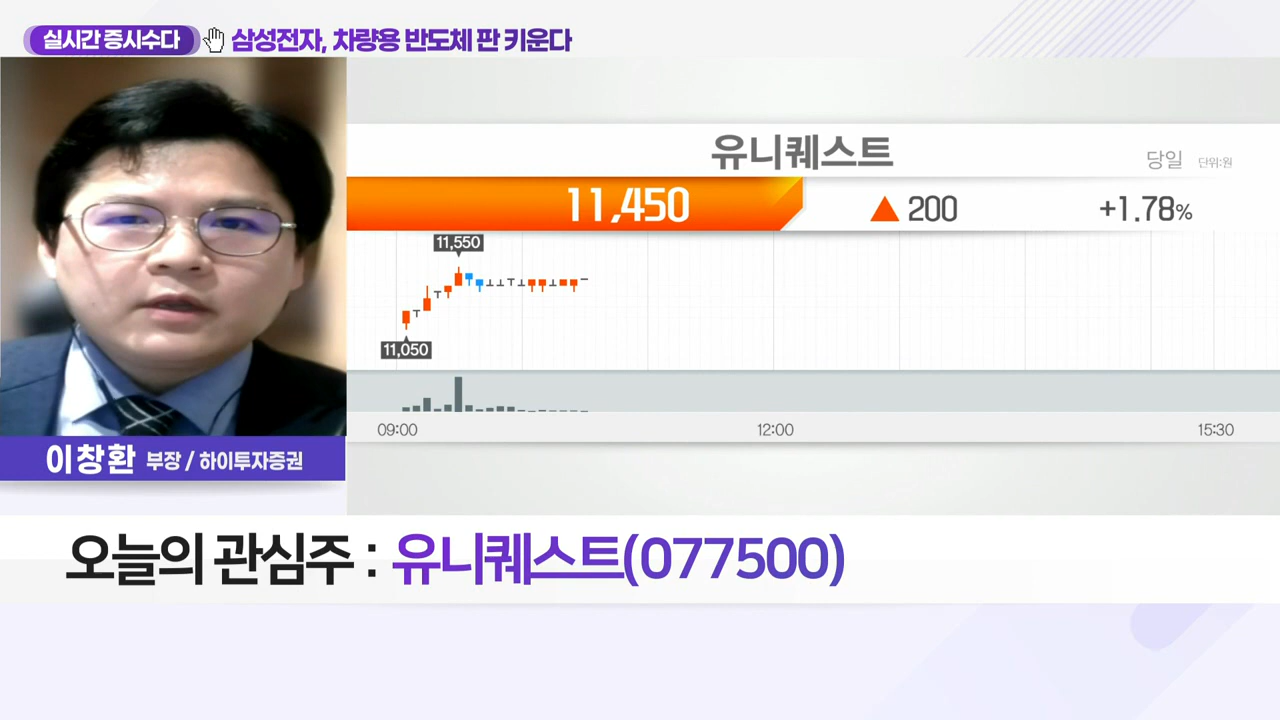 실시간 증시수다 삼성전자, 차량용 반도체 판 키운다
유니퀘스트
당일 단위:원
11,450 ▲ 200 +1.78%
11,550
11,050
09:00 12:00 15:30
이창환 부장 / 하이투자증권
오늘의 관심주 : 유니퀘스트(077500)